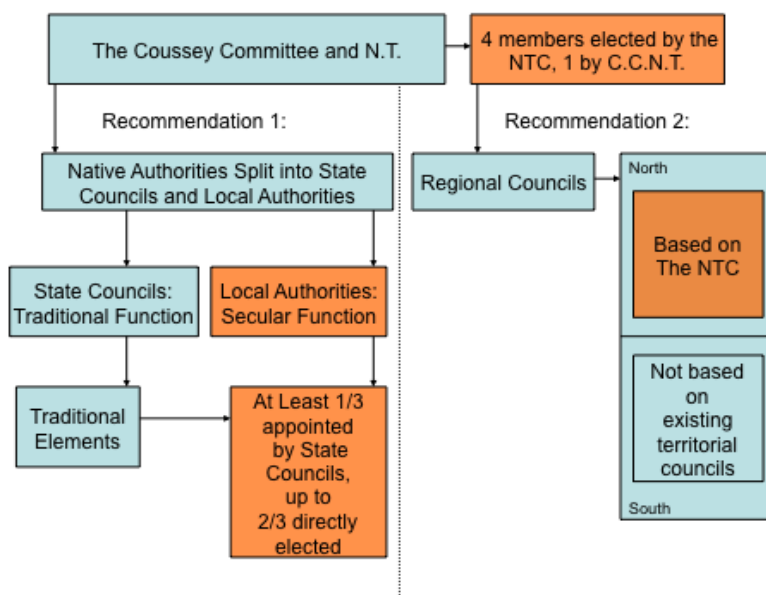 The Coussey Committee and N.T.
4 members elected by the
NTC, 1 by C.C.N.T.
Recommendation 1:
Recommendation 2:
Native Authorities Split into State
Councils and Local Authorities
Regional Councils
North
Based on
The NTC
State Councils:
Traditional Function
Local Authorities:
Secular Function
Not based
on
existing
territorial
councils
South
Traditional
Elements
At Least 1/3
appointed
by State
Councils,
up to
2/3 directly
elected